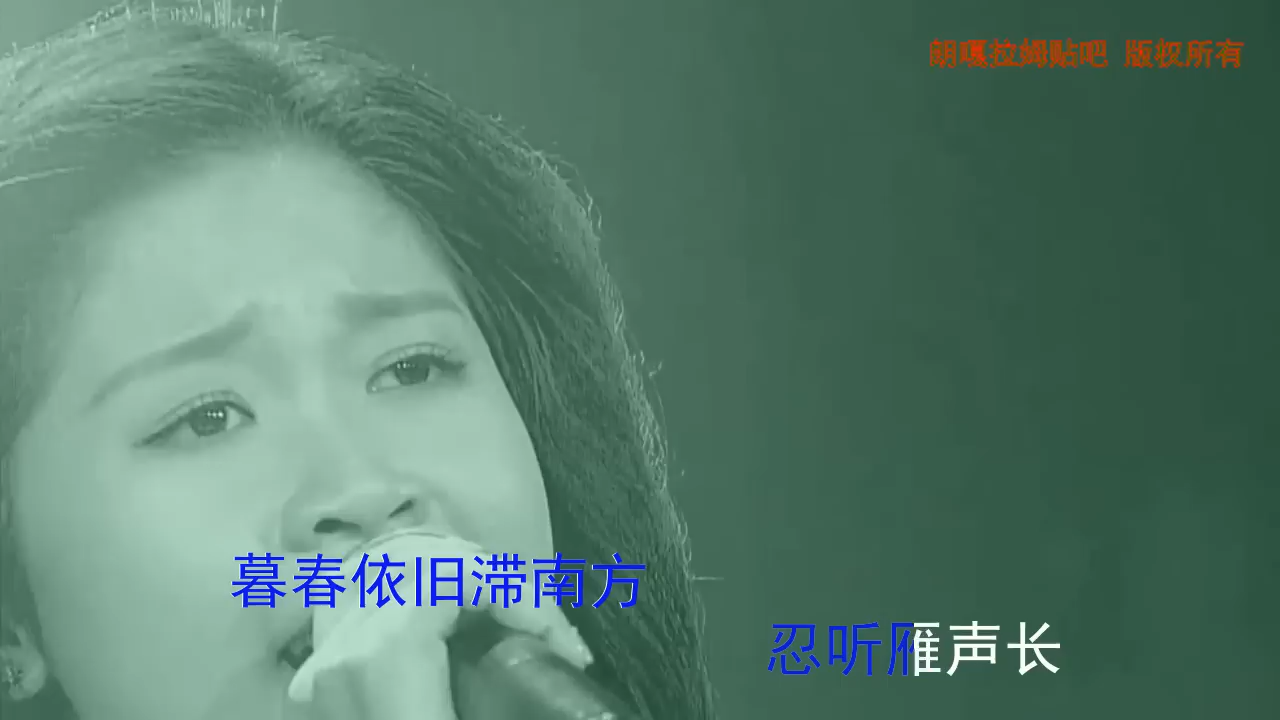 朗嘎拉姆贴吧 版权所有
暮春依旧滞南方
忍听雁声长